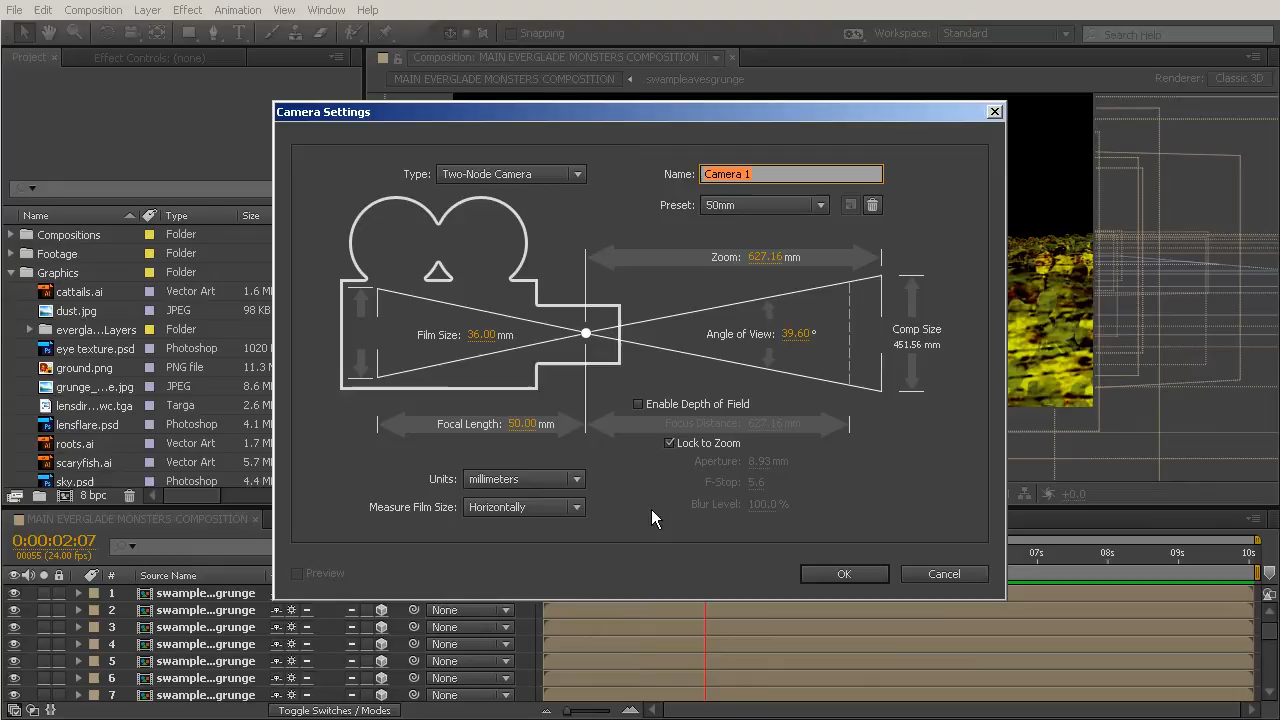 File Edit Composition Layer Effect Animation View Window Help
Snapping Workspace: Standard Search Help
Project Effect Controls: (none) Composition: MAIN EVERGLADE MONSTERS COMPOSITION
MAIN EVERGLADE MONSTERS COMPOSITION swampleavesgrunge Renderer: Classic 3D
Camera Settings
Type: Two-Node Camera Name: Camera 1
Preset: 50mm
Zoom: 627.16 mm
Film Size: 36.00 mm Angle of View: 39.60 °
Comp Size
451.56 mm
Enable Depth of Field
Focal Length: 50.00 mm Focus Distance: 627.16 mm
Lock to Zoom
Aperture: 8.93 mm
Units: millimeters F-Stop: 5.6
Measure Film Size: Horizontally Blur Level: 100.0 %
Preview OK Cancel
Name Type Size
Compositions Folder
Footage Folder
Graphics Folder
cattails.ai Vector Art 1.6 M
dust.jpg JPEG 98 KB
evergla...Layers Folder
eye texture.psd Photoshop 1020
ground.png PNG file 1.3 M
grunge_...e.jpg JPEG 8.6 M
lensdir...wc.tga Targa 2.6 M
lensflare.psd Photoshop 4.1 M
roots.ai Vector Art 4.7 M
scaryfish.ai Vector Art 5.7 M
sky.psd Photoshop 4.4 M
8 bpc +0.0
MAIN EVERGLADE MONSTERS COMPOSITION
0:00:02:07
00055 (24.00 fps) 07s 08s 09s 10s
# Source Name
1 swample...grunge
2 swample...grunge None
3 swample...grunge None
4 swample...grunge None
5 swample...grunge None
6 swample...grunge None
7 swample...grunge None
Toggle Switches / Modes